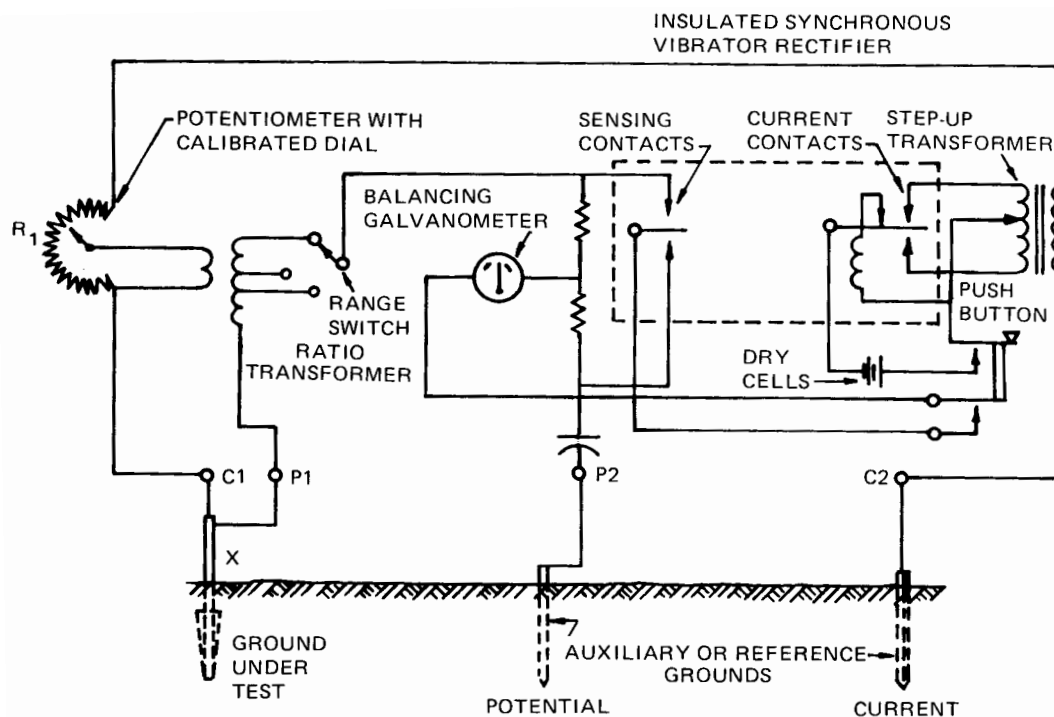 INSULATED SYNCHRONOUS
VIBRATOR RECTIFIER
POTENTIOMETER WITH
CALIBRATED DIAL
SENSING
CONTACTS
CURRENT
CONTACTS
STEP-UP
TRANSFORMER
R1
BALANCING
GALVANOMETER
RANGE
SWITCH
RATIO
TRANSFORMER
PUSH
BUTTON
DRY
CELLS
C1
P1
P2
C2
X
GROUND
UNDER
TEST
AUXILIARY OR REFERENCE
GROUNDS
POTENTIAL
CURRENT